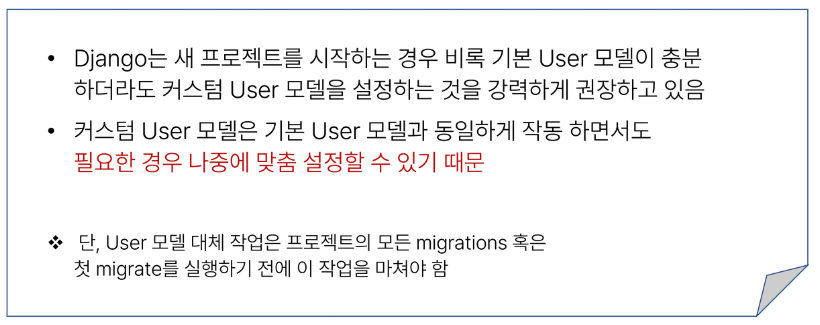 • Django는 새 프로젝트를 시작하는 경우 비록 기본 User 모델이 충분
하더라도 커스텀 User 모델을 설정하는 것을 강력하게 권장하고 있음
• 커스텀 User 모델은 기본 User 모델과 동일하게 작동 하면서도
필요한 경우 나중에 맞춤 설정할 수 있기 때문
❖ 단, User 모델 대체 작업은 프로젝트의 모든 migrations 혹은
첫 migrate를 실행하기 전에 이 작업을 마쳐야 함